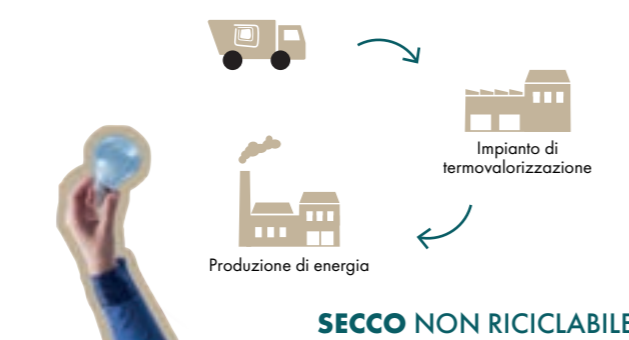 Impianto di
termovalorizzazione
Produzione di energia
SECCO NON RICICLABILE